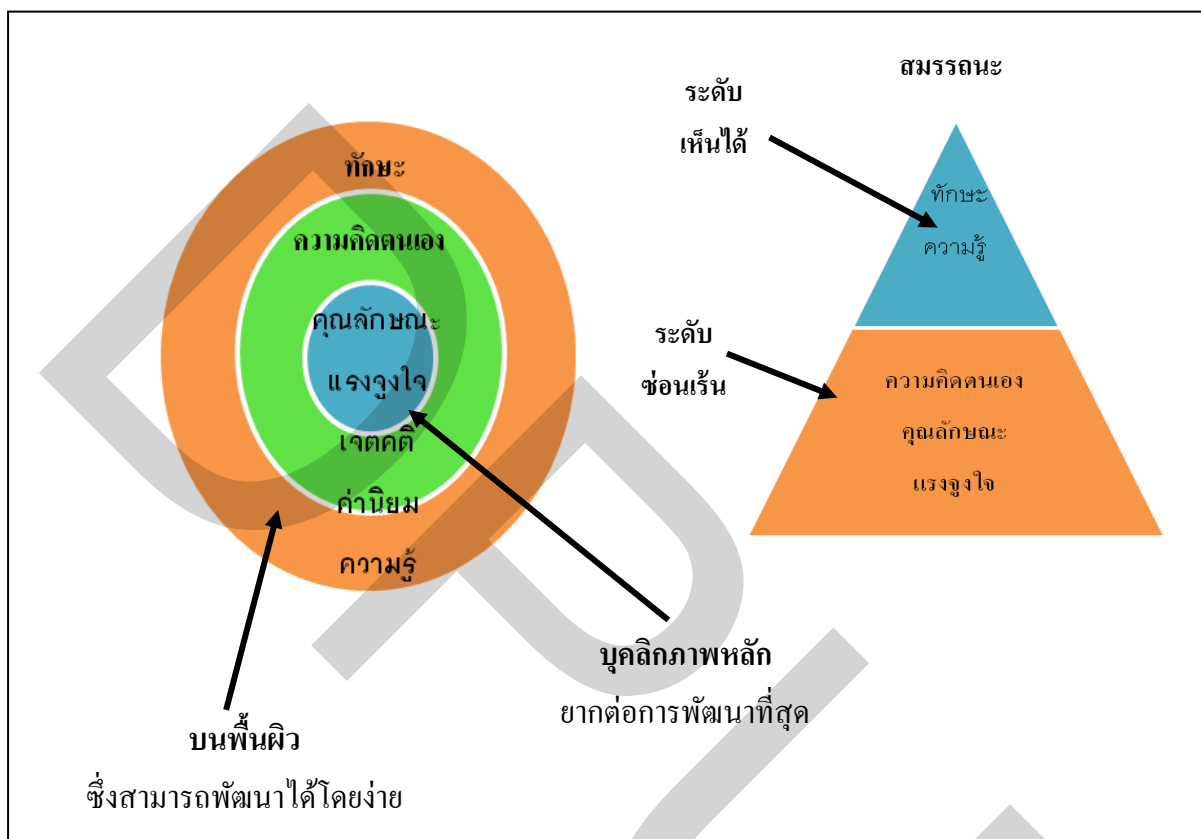 ทักษะ
ความคิดตนเอง
คุณลักษณะ
แรงจูงใจ
เจตคติ
ค่านิยม
ความรู้
บนพื้นผิว
ซึ่งสามารถพัฒนาได้โดยง่าย
บุคลิกภาพหลัก
ยากต่อการพัฒนาที่สุด
สมรรถนะ
ระดับ
เห็นได้
ทักษะ
ความรู้
ระดับ
ซ่อนเร้น
ความคิดตนเอง
คุณลักษณะ
แรงจูงใจ